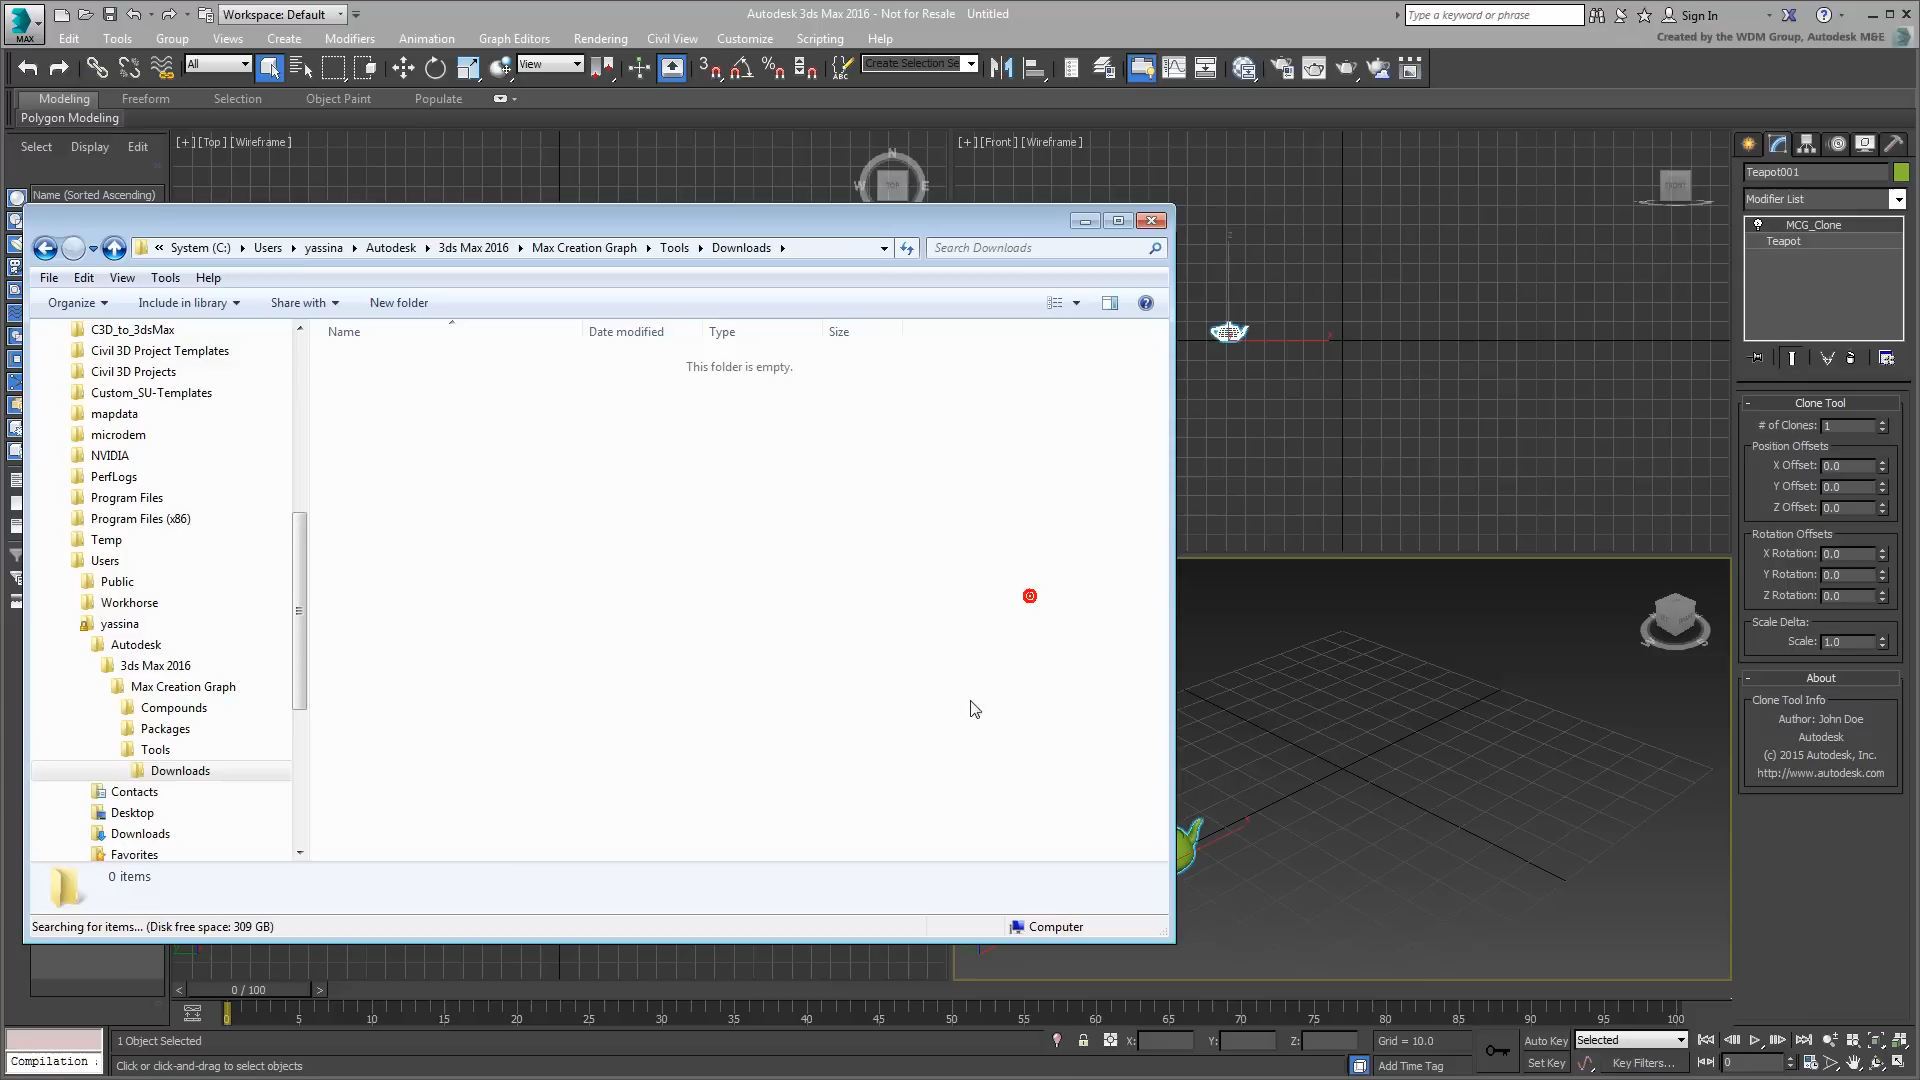 Workspace: Default
Autodesk 3ds Max 2016 - Not for Resale Untitled
Type a keyword or phrase
Sign In
MAX
Edit Tools Group Views Create Modifiers Animation Graph Editors Rendering Civil View Customize Scripting Help
Created by the WDM Group, Autodesk M&E
All
View
3
ABC
Create Selection Se
Modeling Freeform Selection Object Paint Populate
Polygon Modeling
Select Display Edit
[+] [Top] [Wireframe]
[+] [Front] [Wireframe]
Name (Sorted Ascending)
N
W TOP E
FRONT
Teapot001
Modifier List
MCG_Clone
Teapot
« System (C:) Users yassina Autodesk 3ds Max 2016 Max Creation Graph Tools Downloads
Search Downloads
File Edit View Tools Help
Organize Include in library Share with New folder
Name Date modified Type Size
This folder is empty.
C3D_to_3dsMax
Civil 3D Project Templates
Civil 3D Projects
Custom_SU-Templates
mapdata
microdem
NVIDIA
PerfLogs
Program Files
Program Files (x86)
Temp
Users
Public
Workhorse
yassina
Autodesk
3ds Max 2016
Max Creation Graph
Compounds
Packages
Tools
Downloads
Contacts
Desktop
Downloads
Favorites
0 items
Searching for items... (Disk free space: 309 GB)
Computer
- Clone Tool
# of Clones: 1
Position Offsets
X Offset: 0.0
Y Offset: 0.0
Z Offset: 0.0
Rotation Offsets
X Rotation: 0.0
Y Rotation: 0.0
Z Rotation: 0.0
Scale Delta:
Scale: 1.0
- About
Clone Tool Info
Author: John Doe
Autodesk
(c) 2015 Autodesk, Inc.
http://www.autodesk.com
< 0 / 100 >
0 5 10 15 20 25 30 35 40 45 50 55 60 65 70 75 80 85 90 95 100
1 Object Selected
X: Y: Z: Grid = 10.0
Auto Key Selected
Compilation :
Click or click-and-drag to select objects
Add Time Tag
Set Key Key Filters...
0